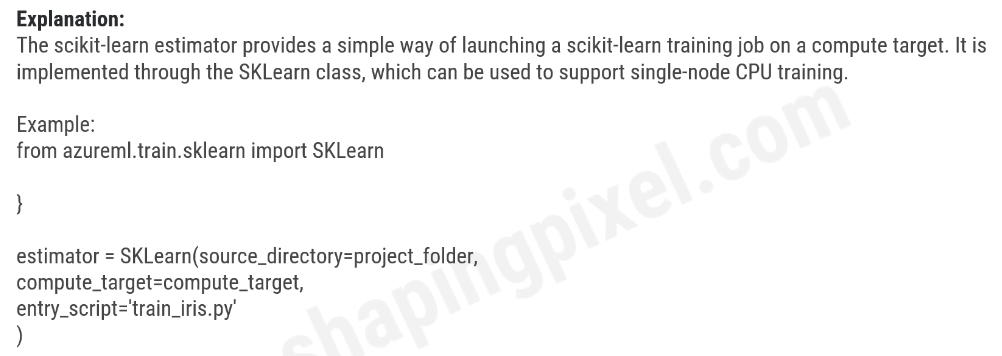 Explanation:
The scikit-learn estimator provides a simple way of launching a scikit-learn training job on a compute target. It is
implemented through the SKLearn class, which can be used to support single-node CPU training.
Example:
from azureml.train.sklearn import SKLearn
}
estimator = SKLearn(source_directory=project_folder,
compute_target=compute_target,
entry_script='train_iris.py'
)
shapingpixel.com